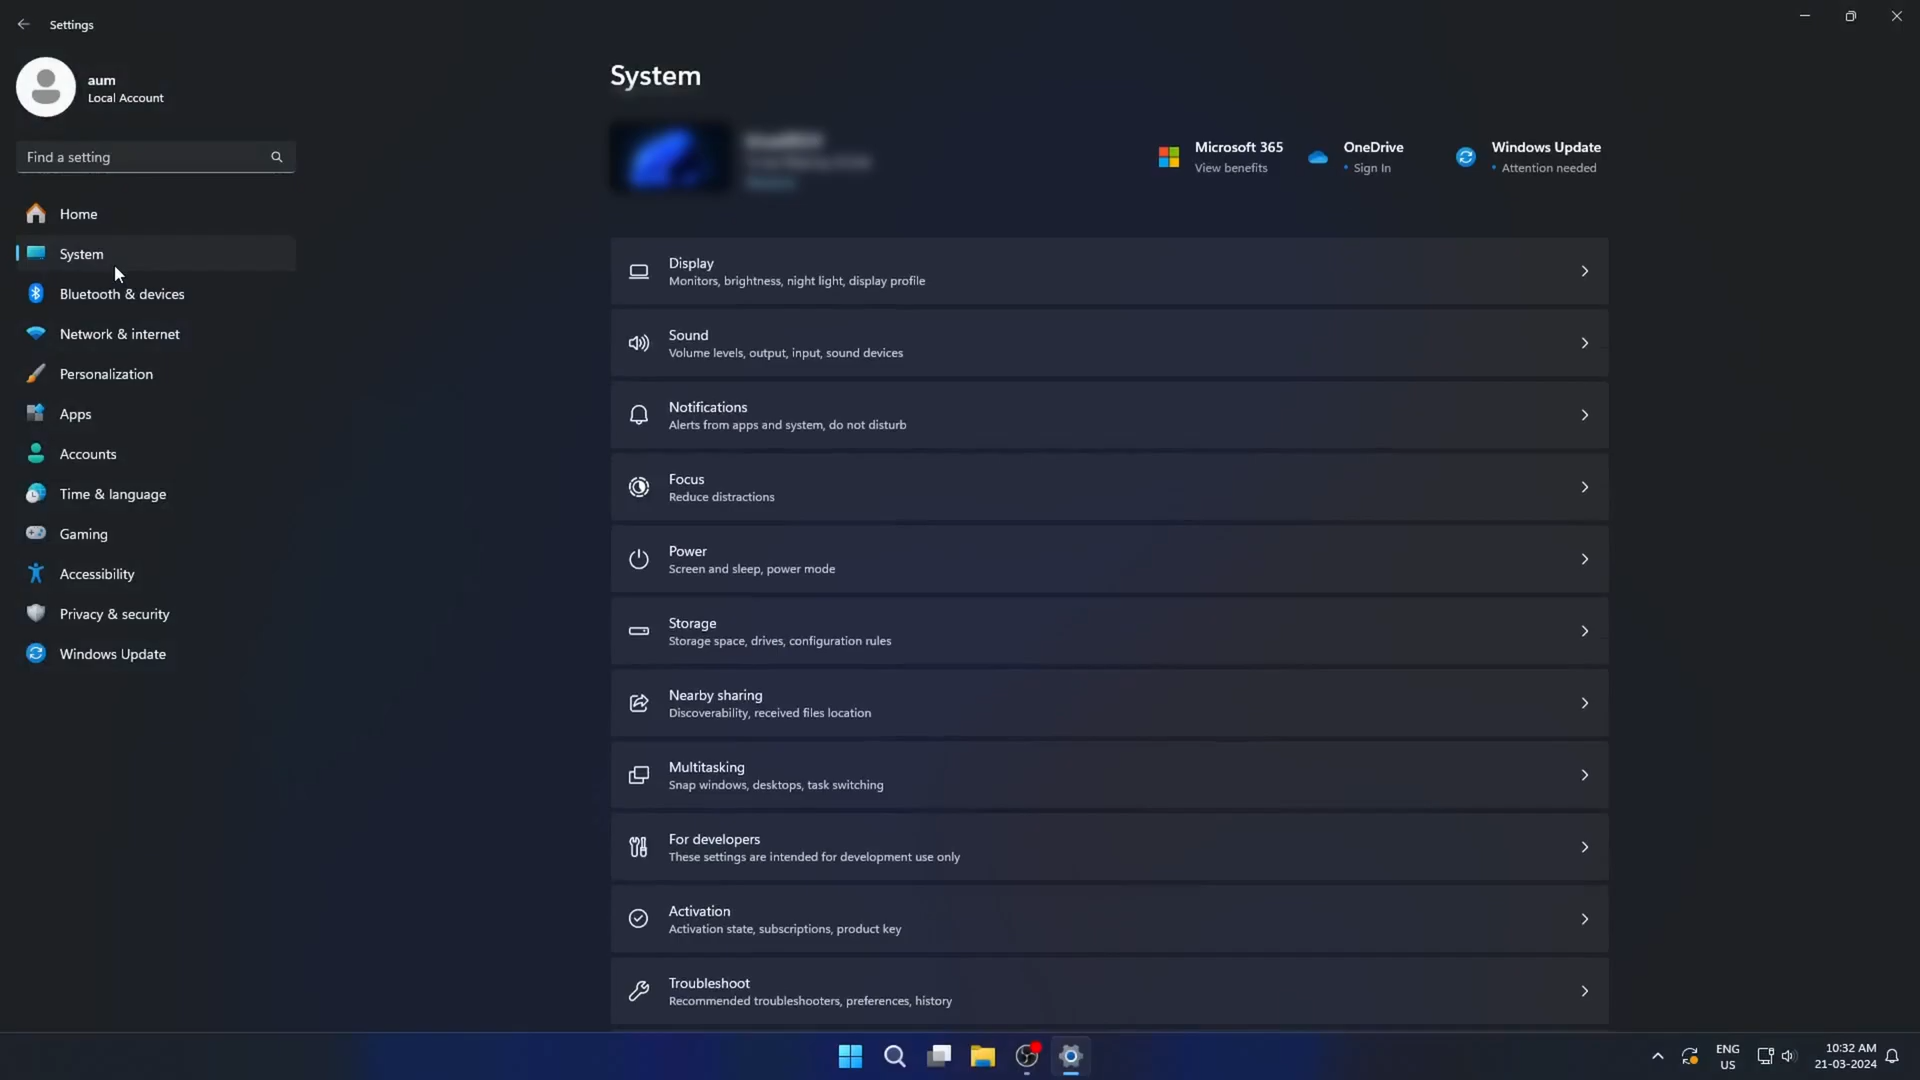 Settings
aum
Local Account
Find a setting
Home
System
Bluetooth & devices
Network & internet
Personalization
Apps
Accounts
Time & language
Gaming
Accessibility
Privacy & security
Windows Update
System
Microsoft 365
View benefits
OneDrive
• Sign In
Windows Update
• Attention needed
Display
Monitors, brightness, night light, display profile
Sound
Volume levels, output, input, sound devices
Notifications
Alerts from apps and system, do not disturb
Focus
Reduce distractions
Power
Screen and sleep, power mode
Storage
Storage space, drives, configuration rules
Nearby sharing
Discoverability, received files location
Multitasking
Snap windows, desktops, task switching
For developers
These settings are intended for development use only
Activation
Activation state, subscriptions, product key
Troubleshoot
Recommended troubleshooters, preferences, history
ENG
US
10:32 AM
21-03-2024